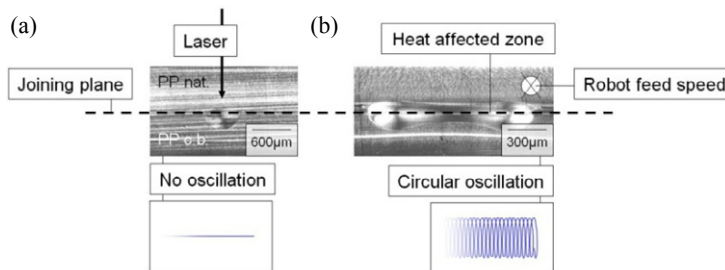 (a)
(b)
Laser
Heat affected zone
PP nat.
Joining plane
Robot feed speed
PP c.b.
600µm
300µm
No oscillation
Circular oscillation